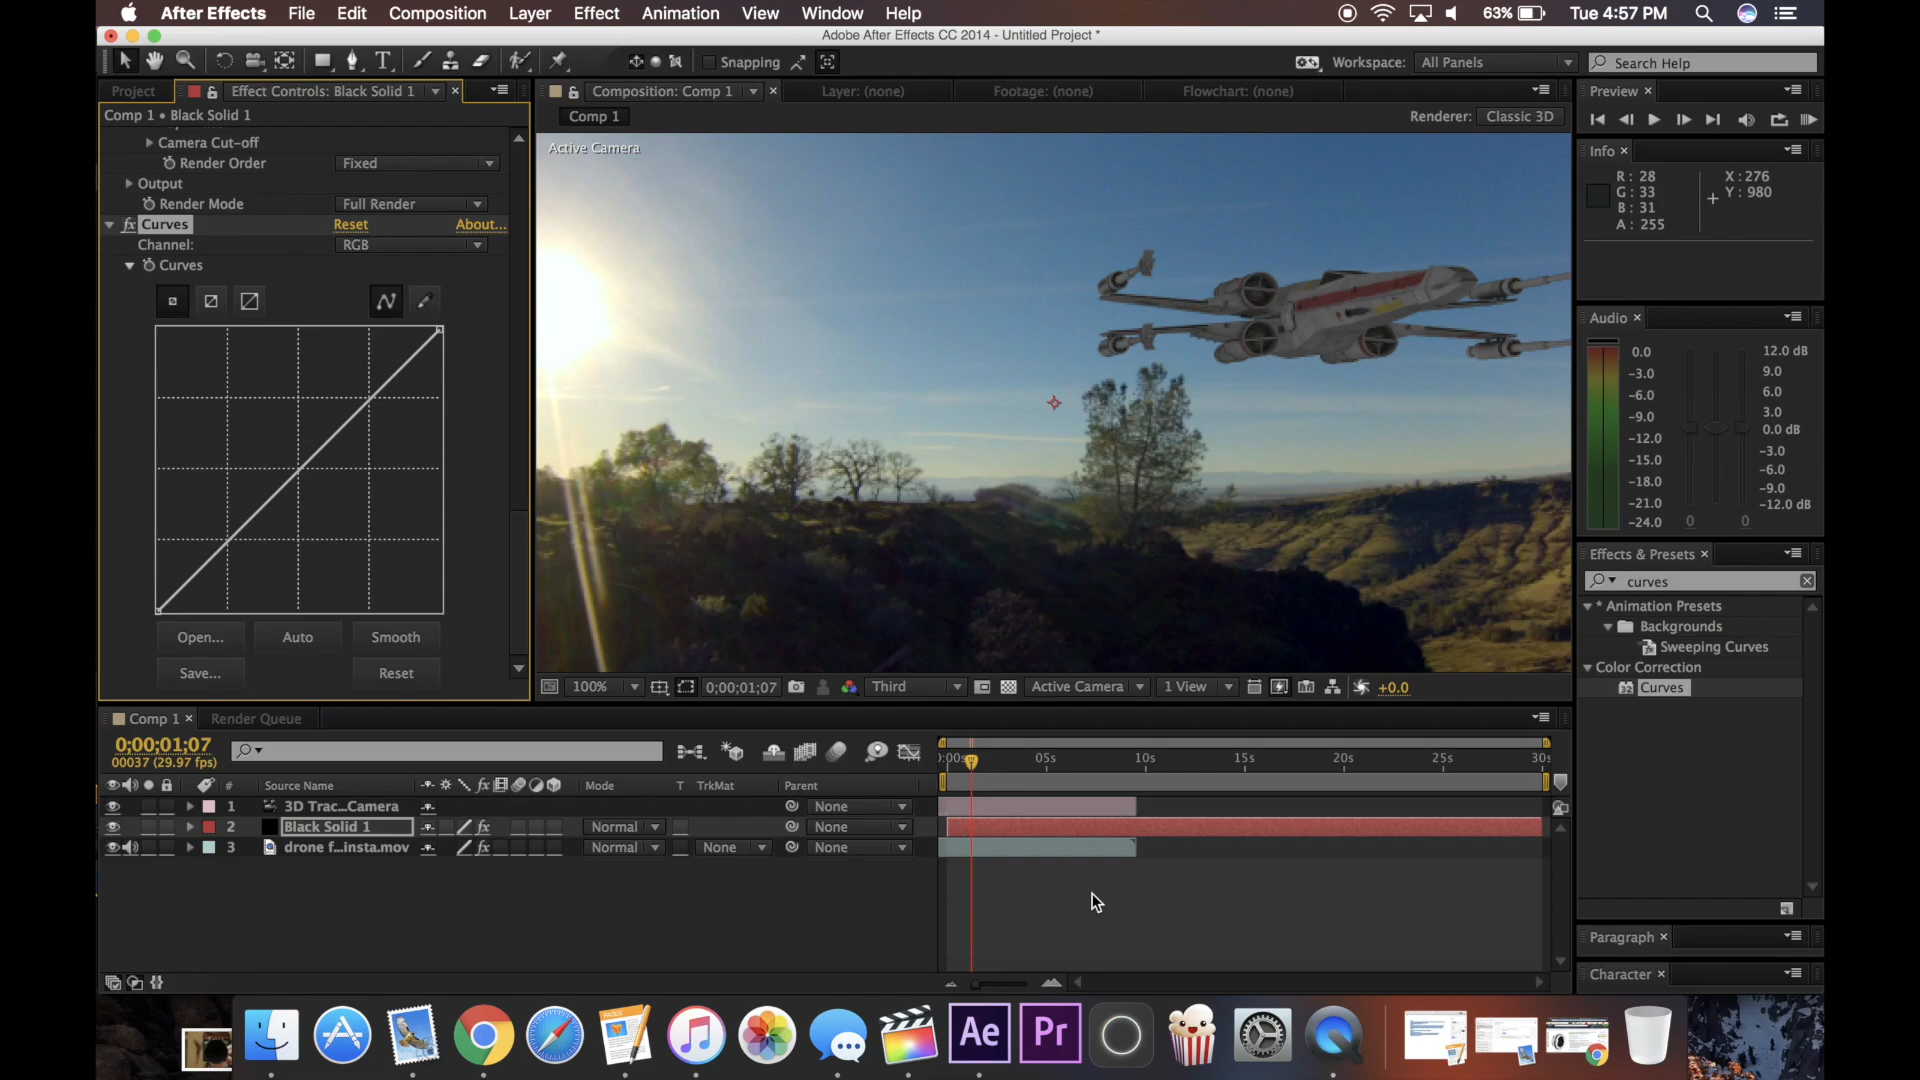 After Effects File Edit Composition Layer Effect Animation View Window Help 63% Tue 4:57 PM
Adobe After Effects CC 2014 - Untitled Project *
Snapping Workspace: All Panels Search Help
Project Effect Controls: Black Solid 1 Composition: Comp 1 Layer: (none) Footage: (none) Flowchart: (none) Preview
Comp 1 • Black Solid 1
Comp 1 Renderer: Classic 3D
Camera Cut-off
Render Order Fixed
Output
Render Mode Full Render
Curves Reset About...
Channel: RGB
Curves
Open... Auto Smooth
Save... Reset
Active Camera
100% 0;00;01;07 Third Active Camera 1 View +0.0
Info
R: 28 X: 276
G: 33 Y: 980
B: 31
A: 255
Audio
0.0 12.0 dB
-3.0 9.0
-6.0 6.0
-9.0 3.0
-12.0 0.0 dB
-15.0 -3.0
-18.0 -6.0
-21.0 -9.0
-24.0 -12.0 dB
0 0
Effects & Presets
curves
* Animation Presets
Backgrounds
Sweeping Curves
Color Correction
32 Curves
Paragraph
Character
Comp 1 Render Queue
0;00;01;07
00037 (29.97 fps)
:00s 05s 10s 15s 20s 25s 30s
# Source Name Mode T TrkMat Parent
1 3D Trac...Camera None
2 Black Solid 1 Normal None
3 drone f...insta.mov Normal None None
Ae Pr